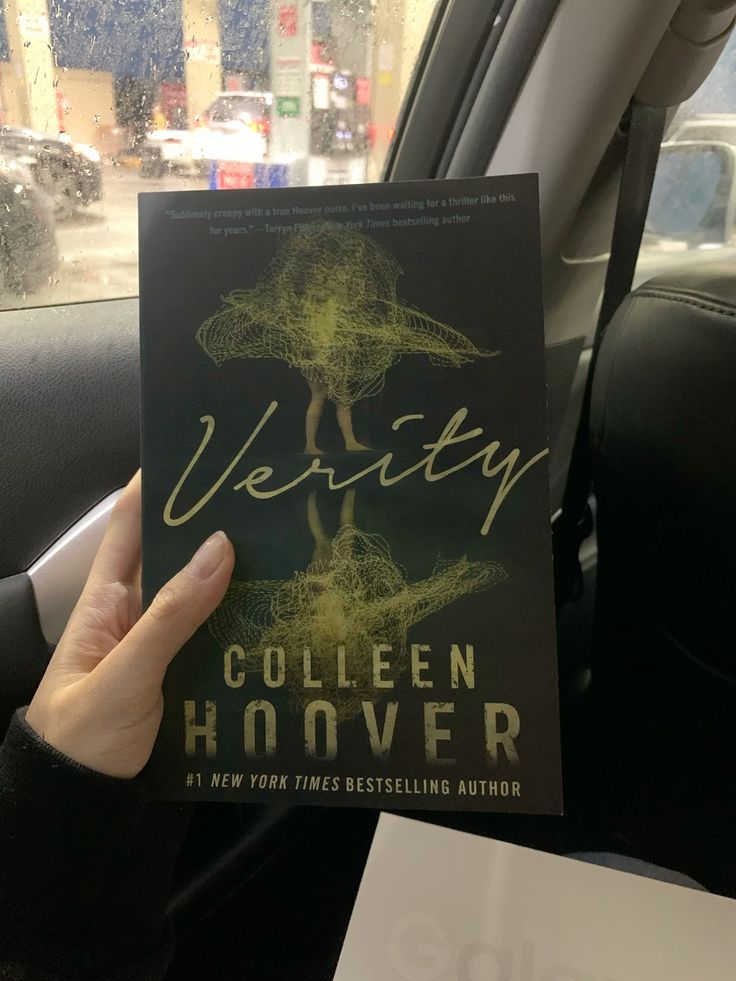 "Sublimely creepy with a true Hoover pulse. I've been waiting for a thriller like this
for years." —Tarryn New York Times bestselling author
Verity
COLLEEN
HOOVER
#1 NEW YORK TIMES BESTSELLING AUTHOR
Gala